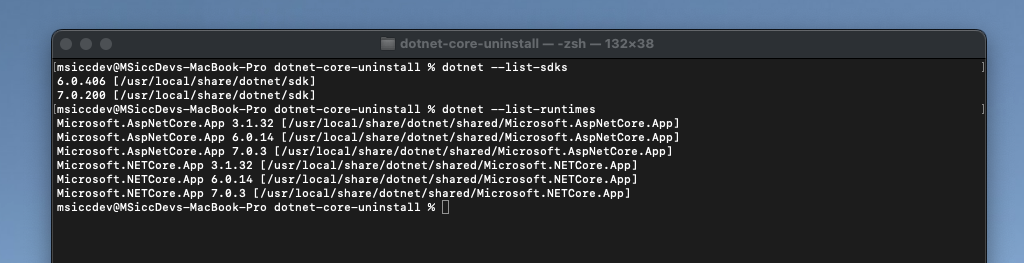 dotnet-core-uninstall — -zsh — 132×38
[msiccdev@MSiccDevs-MacBook-Pro dotnet-core-uninstall % dotnet --list-sdks ]
6.0.406 [/usr/local/share/dotnet/sdk]
7.0.200 [/usr/local/share/dotnet/sdk]
[msiccdev@MSiccDevs-MacBook-Pro dotnet-core-uninstall % dotnet --list-runtimes ]
Microsoft.AspNetCore.App 3.1.32 [/usr/local/share/dotnet/shared/Microsoft.AspNetCore.App]
Microsoft.AspNetCore.App 6.0.14 [/usr/local/share/dotnet/shared/Microsoft.AspNetCore.App]
Microsoft.AspNetCore.App 7.0.3 [/usr/local/share/dotnet/shared/Microsoft.AspNetCore.App]
Microsoft.NETCore.App 3.1.32 [/usr/local/share/dotnet/shared/Microsoft.NETCore.App]
Microsoft.NETCore.App 6.0.14 [/usr/local/share/dotnet/shared/Microsoft.NETCore.App]
Microsoft.NETCore.App 7.0.3 [/usr/local/share/dotnet/shared/Microsoft.NETCore.App]
msiccdev@MSiccDevs-MacBook-Pro dotnet-core-uninstall %